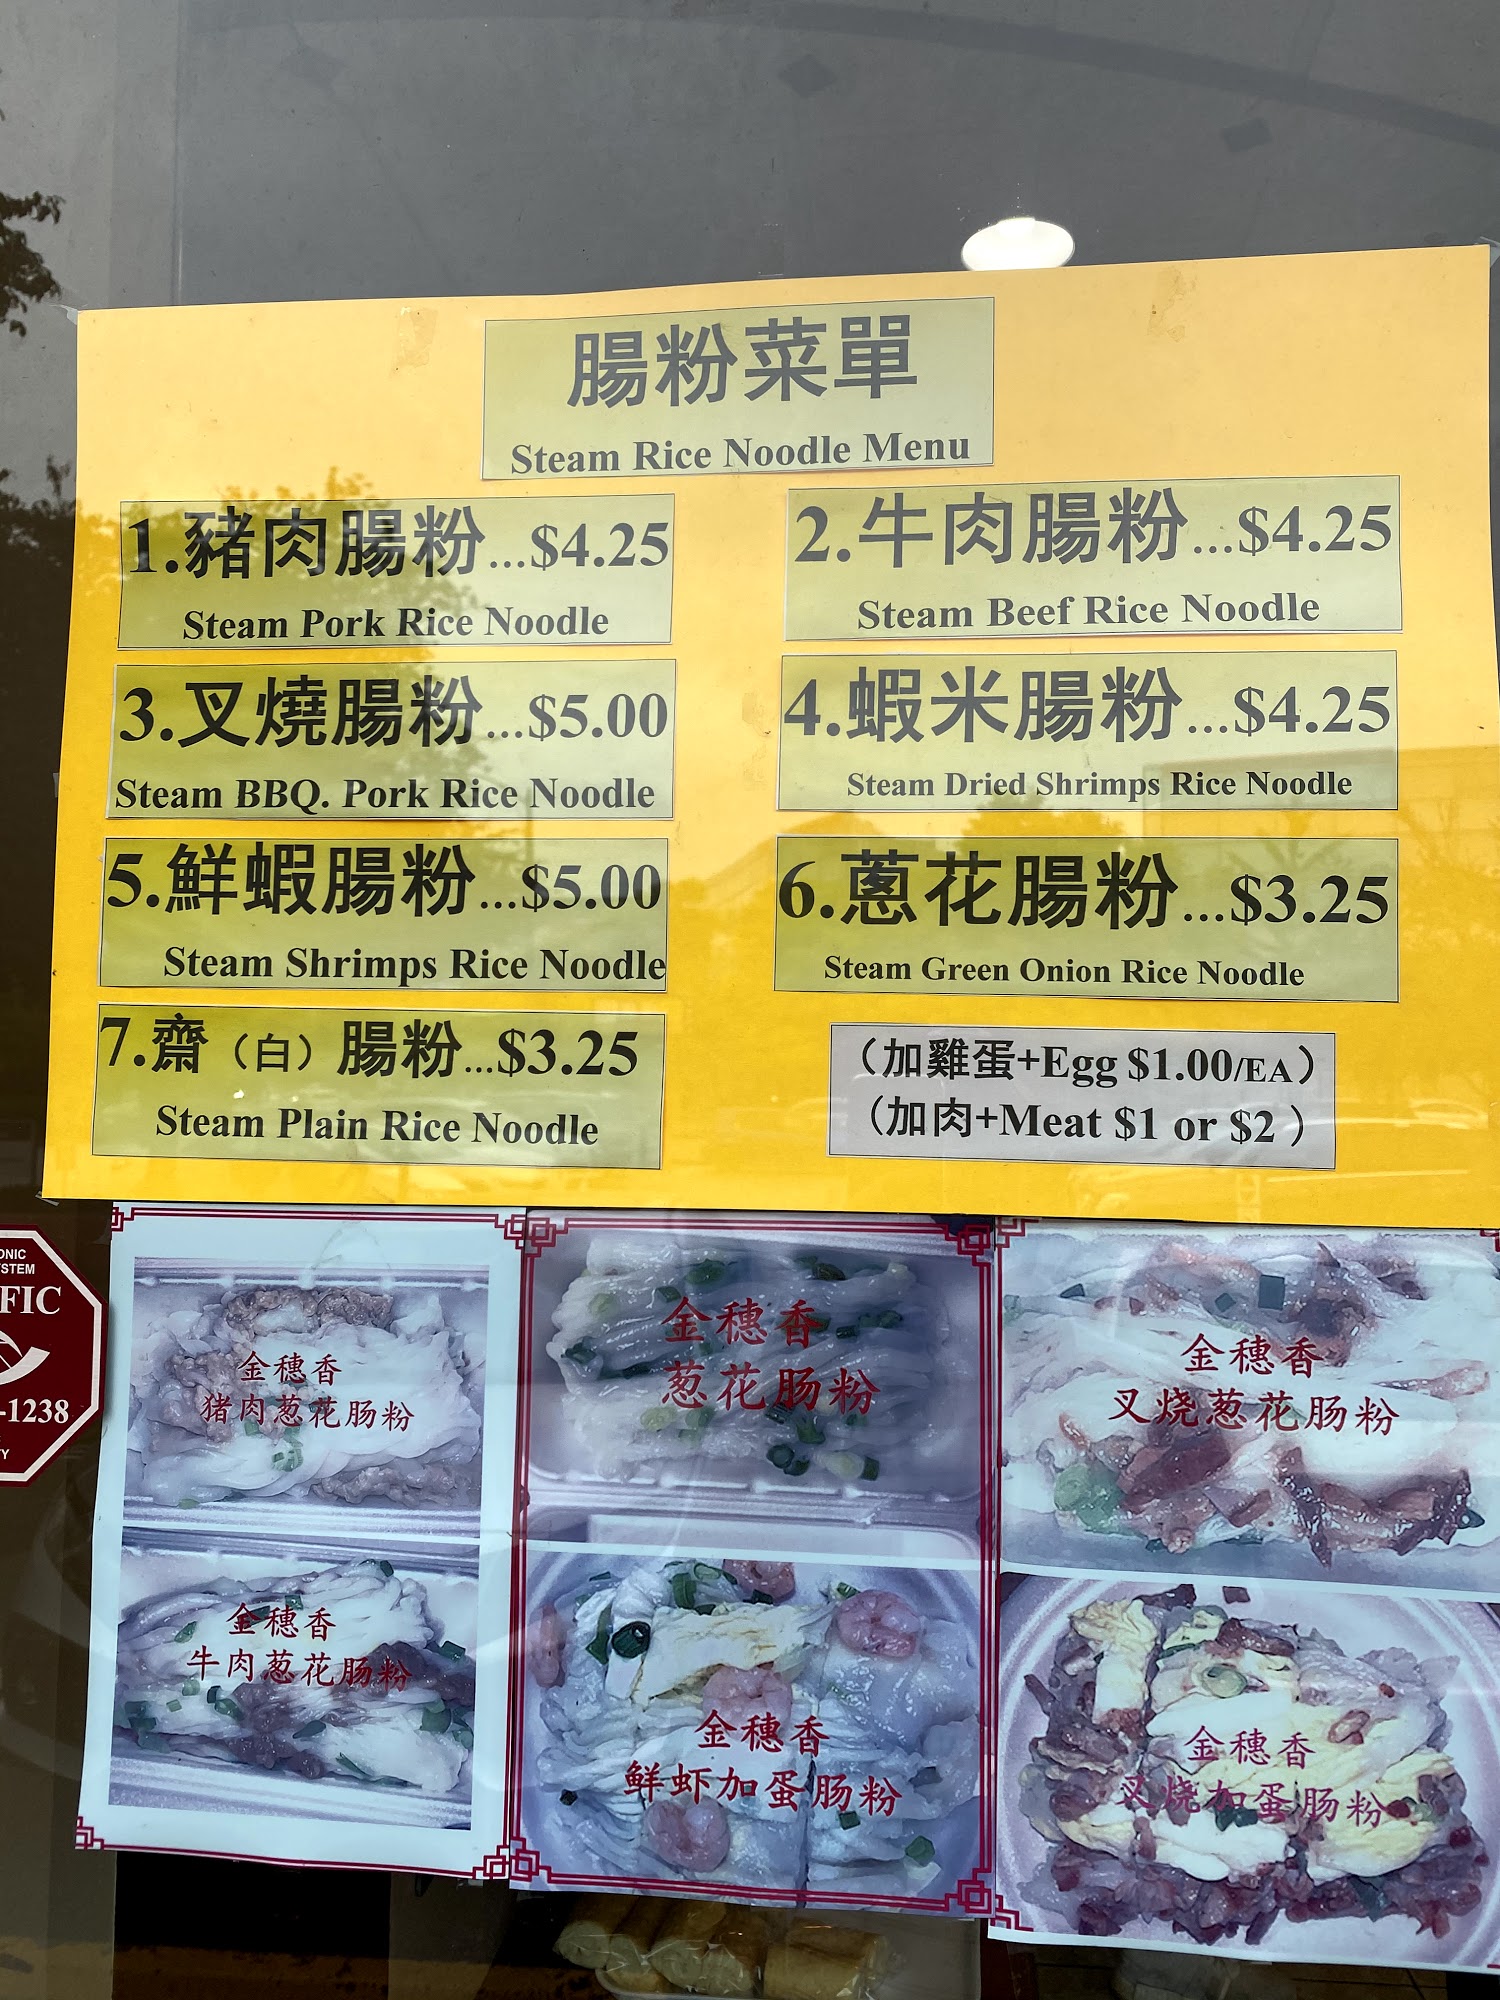 腸粉菜單
Steam Rice Noodle Menu
1.豬肉腸粉...$4.25
Steam Pork Rice Noodle
2.牛肉腸粉...$4.25
Steam Beef Rice Noodle
3.叉燒腸粉...$5.00
Steam BBQ. Pork Rice Noodle
4.蝦米腸粉...$4.25
Steam Dried Shrimps Rice Noodle
5.鮮蝦腸粉...$5.00
Steam Shrimps Rice Noodle
6.蔥花腸粉...$3.25
Steam Green Onion Rice Noodle
7.齋（白）腸粉...$3.25
Steam Plain Rice Noodle
（加雞蛋+Egg $1.00/EA）
（加肉+Meat $1 or $2 ）
金穗香
猪肉葱花肠粉
金穗香
葱花肠粉
金穗香
叉烧葱花肠粉
金穗香
牛肉葱花肠粉
金穗香
鲜虾加蛋肠粉
金穗香
叉烧加蛋肠粉
ONIC
YSTEM
FIC
-1238